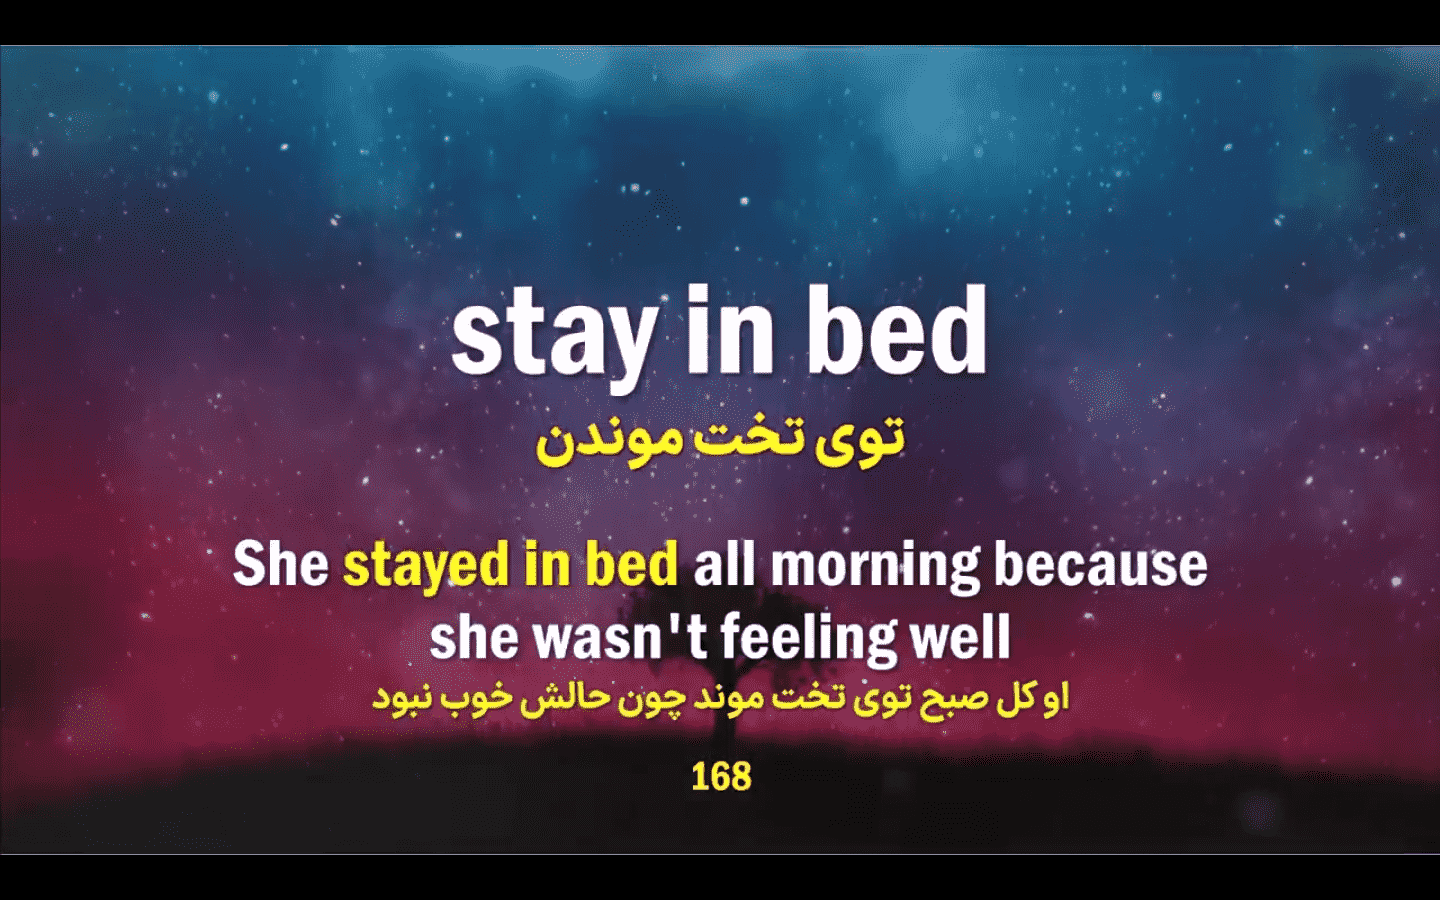 stay in bed
توی تخت موندن
She stayed in bed all morning because
she wasn't feeling well
او کل صبح توی تخت موند چون حالش خوب نبود
168